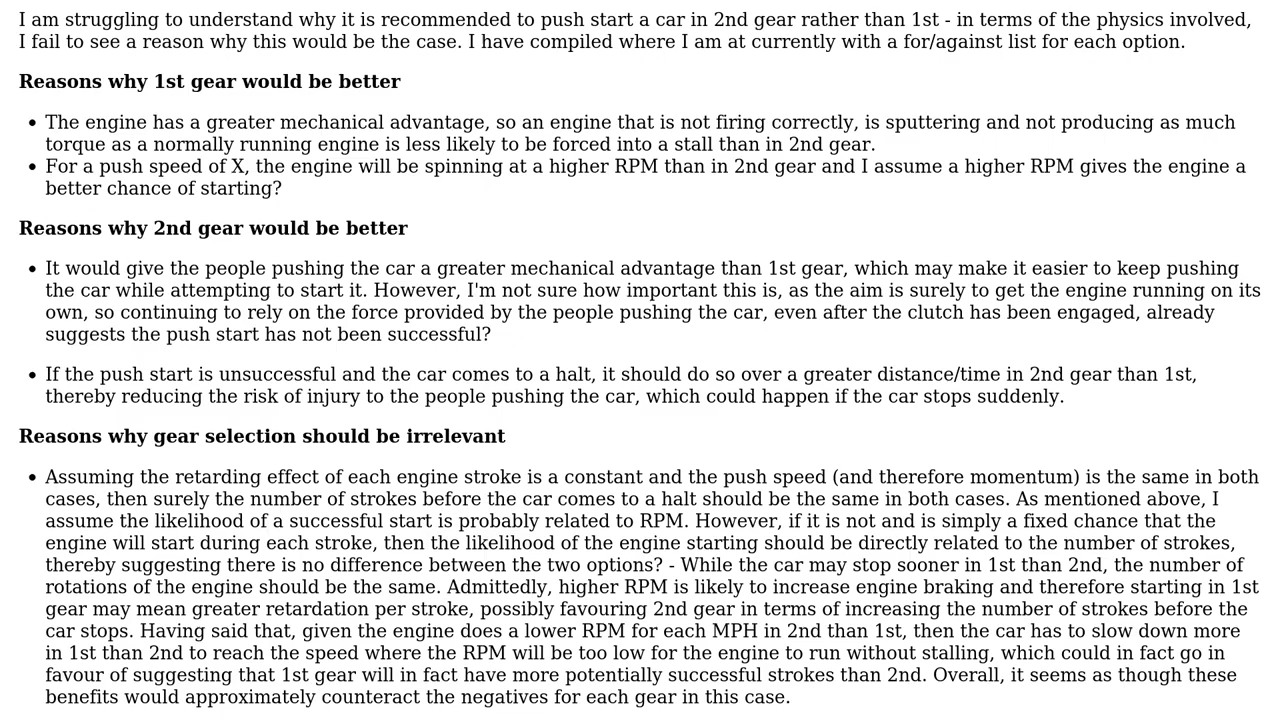 I am struggling to understand why it is recommended to push start a car in 2nd gear rather than 1st - in terms of the physics involved,
I fail to see a reason why this would be the case. I have compiled where I am at currently with a for/against list for each option.
Reasons why 1st gear would be better
• The engine has a greater mechanical advantage, so an engine that is not firing correctly, is sputtering and not producing as much
torque as a normally running engine is less likely to be forced into a stall than in 2nd gear.
• For a push speed of X, the engine will be spinning at a higher RPM than in 2nd gear and I assume a higher RPM gives the engine a
better chance of starting?
Reasons why 2nd gear would be better
• It would give the people pushing the car a greater mechanical advantage than 1st gear, which may make it easier to keep pushing
the car while attempting to start it. However, I'm not sure how important this is, as the aim is surely to get the engine running on its
own, so continuing to rely on the force provided by the people pushing the car, even after the clutch has been engaged, already
suggests the push start has not been successful?
• If the push start is unsuccessful and the car comes to a halt, it should do so over a greater distance/time in 2nd gear than 1st,
thereby reducing the risk of injury to the people pushing the car, which could happen if the car stops suddenly.
Reasons why gear selection should be irrelevant
• Assuming the retarding effect of each engine stroke is a constant and the push speed (and therefore momentum) is the same in both
cases, then surely the number of strokes before the car comes to a halt should be the same in both cases. As mentioned above, I
assume the likelihood of a successful start is probably related to RPM. However, if it is not and is simply a fixed chance that the
engine will start during each stroke, then the likelihood of the engine starting should be directly related to the number of strokes,
thereby suggesting there is no difference between the two options? - While the car may stop sooner in 1st than 2nd, the number of
rotations of the engine should be the same. Admittedly, higher RPM is likely to increase engine braking and therefore starting in 1st
gear may mean greater retardation per stroke, possibly favouring 2nd gear in terms of increasing the number of strokes before the
car stops. Having said that, given the engine does a lower RPM for each MPH in 2nd than 1st, then the car has to slow down more
in 1st than 2nd to reach the speed where the RPM will be too low for the engine to run without stalling, which could in fact go in
favour of suggesting that 1st gear will in fact have more potentially successful strokes than 2nd. Overall, it seems as though these
benefits would approximately counteract the negatives for each gear in this case.